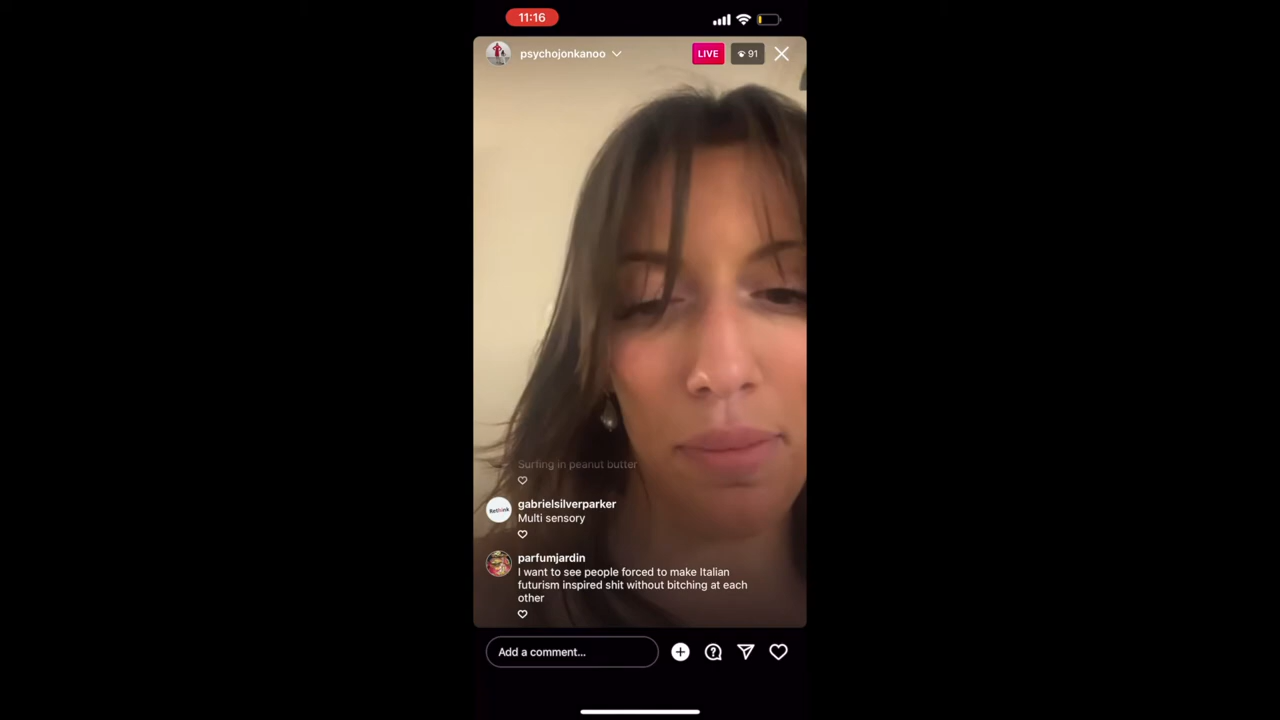 11:16
psychojonkanoo
LIVE
91
Surfing in peanut butter
gabrielsilverparker
Rethink
Multi sensory
parfumjardin
I want to see people forced to make Italian
futurism inspired shit without bitching at each
other
Add a comment...